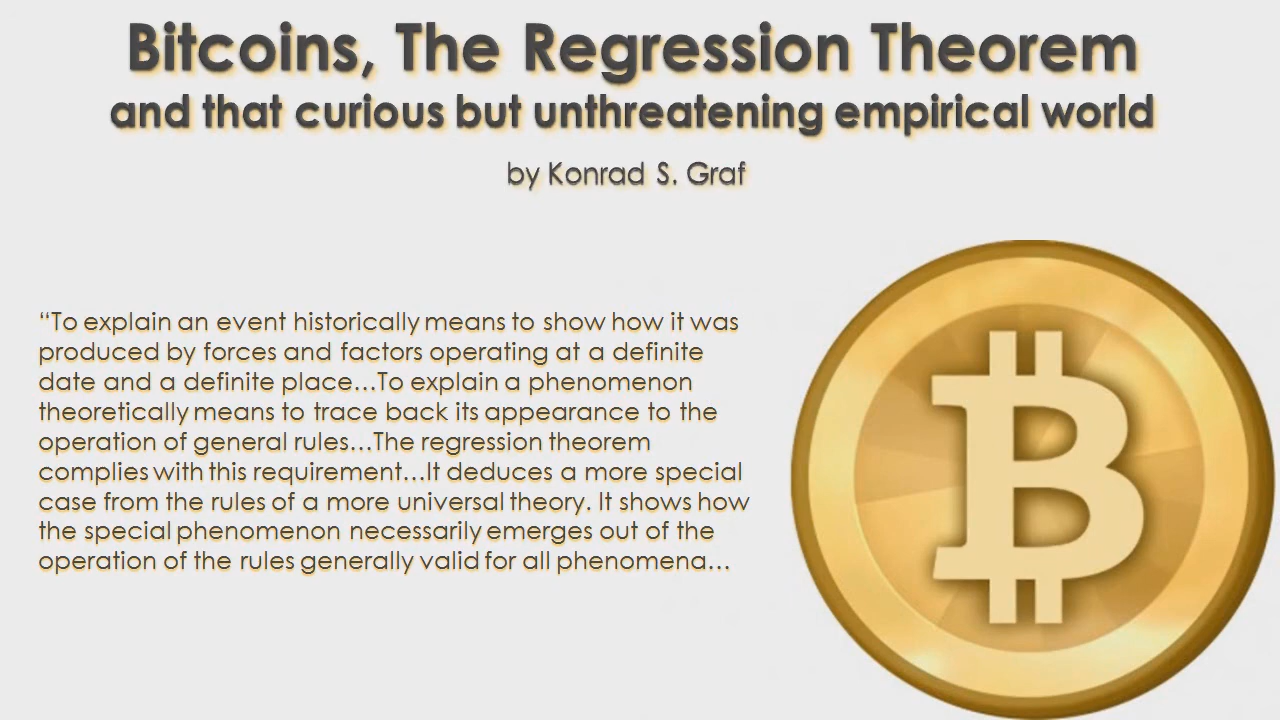 Bitcoins, The Regression Theorem
and that curious but unthreatening empirical world
by Konrad S. Graf
“To explain an event historically means to show how it was
produced by forces and factors operating at a definite
date and a definite place…To explain a phenomenon
theoretically means to trace back its appearance to the
operation of general rules…The regression theorem
complies with this requirement…It deduces a more special
case from the rules of a more universal theory. It shows how
the special phenomenon necessarily emerges out of the
operation of the rules generally valid for all phenomena…